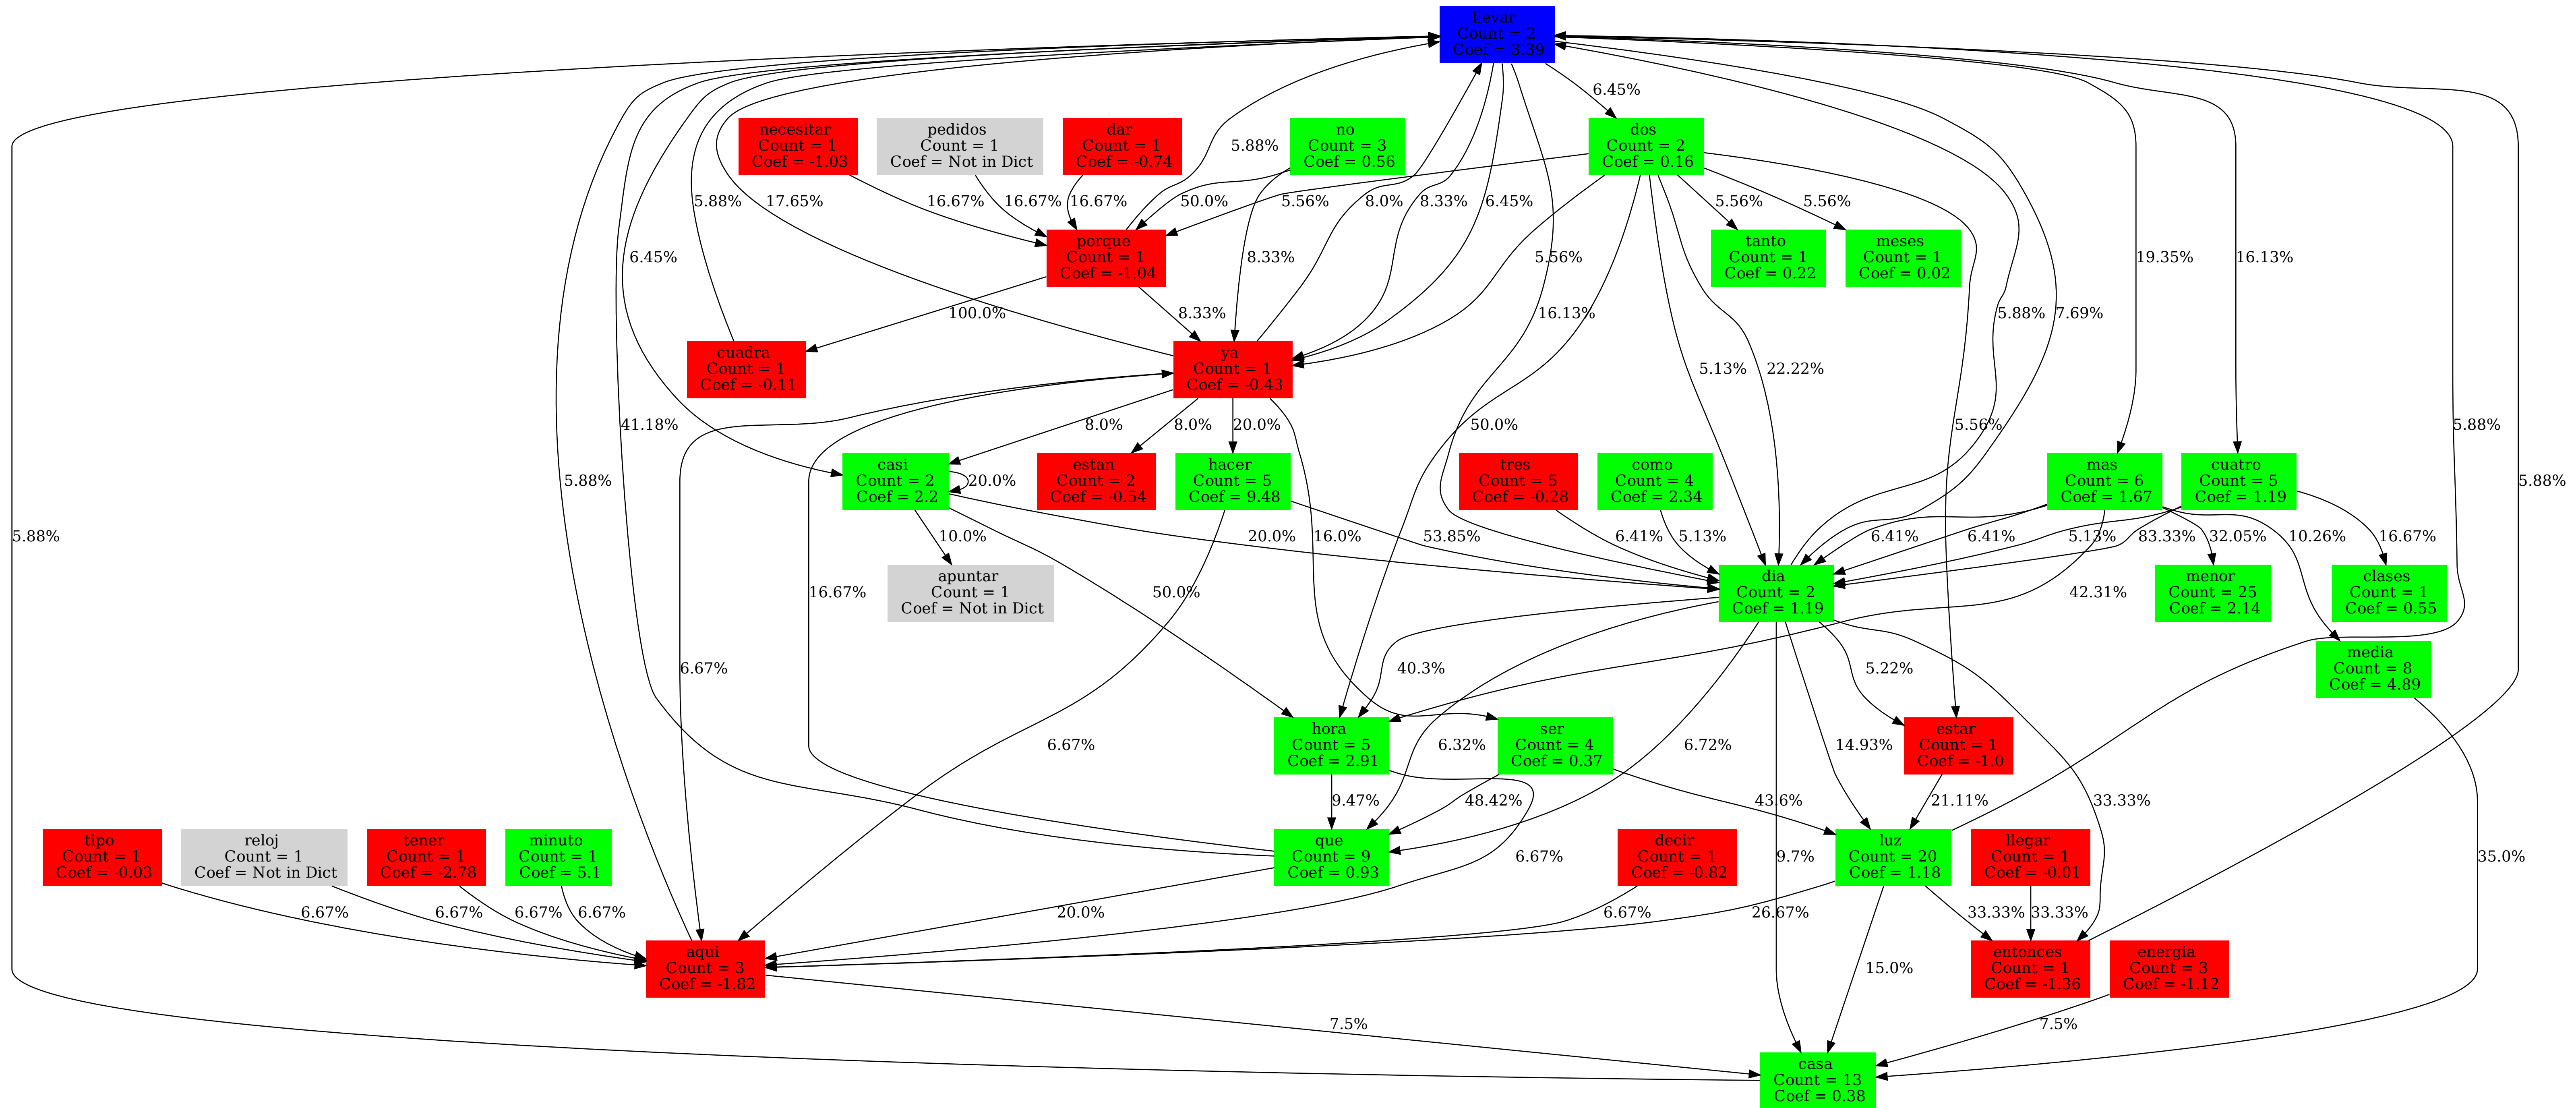 llevar
Count = 2
Coef = 3.39
6.45%
necesitar
Count = 1
Coef = -1.03
pedidos
Count = 1
Coef = Not in Dict
dar
Count = 1
Coef = -0.74
no
Count = 3
Coef = 0.56
dos
Count = 2
Coef = 0.16
5.88%
5.88%
17.65%
16.67%
16.67%
16.67%
50.0%
5.56%
8.0%
8.33%
6.45%
5.56%
5.56%
porque
Count = 1
Coef = -1.04
tanto
Count = 1
Coef = 0.22
meses
Count = 1
Coef = 0.02
6.45%
8.33%
5.56%
19.35%
16.13%
100.0%
8.33%
16.13%
5.88%
7.69%
cuadra
Count = 1
Coef = -0.11
ya
Count = 1
Coef = -0.43
5.13%
22.22%
41.18%
8.0%
8.0%
20.0%
50.0%
5.56%
5.88%
casi
Count = 2
Coef = 2.2
20.0%
estan
Count = 2
Coef = -0.54
hacer
Count = 5
Coef = 9.48
tres
Count = 5
Coef = -0.28
como
Count = 4
Coef = 2.34
mas
Count = 6
Coef = 1.67
cuatro
Count = 5
Coef = 1.19
5.88%
5.88%
5.88%
10.0%
20.0%
16.0%
53.85%
6.41%
5.13%
6.41%
6.41%
5.13%
83.33%
32.05%
10.26%
16.67%
apuntar
Count = 1
Coef = Not in Dict
dia
Count = 2
Coef = 1.19
menor
Count = 25
Coef = 2.14
clases
Count = 1
Coef = 0.55
16.67%
50.0%
42.31%
6.67%
40.3%
5.22%
media
Count = 8
Coef = 4.89
hora
Count = 5
Coef = 2.91
ser
Count = 4
Coef = 0.37
estar
Count = 1
Coef = -1.0
6.67%
6.32%
6.72%
14.93%
9.47%
48.42%
43.6%
21.11%
33.33%
tipo
Count = 1
Coef = -0.03
reloj
Count = 1
Coef = Not in Dict
tener
Count = 1
Coef = -2.78
minuto
Count = 1
Coef = 5.1
que
Count = 9
Coef = 0.93
decir
Count = 1
Coef = -0.82
luz
Count = 20
Coef = 1.18
llegar
Count = 1
Coef = -0.01
6.67%
9.7%
35.0%
6.67%
6.67%
6.67%
6.67%
20.0%
6.67%
26.67%
33.33%
33.33%
aqui
Count = 3
Coef = -1.82
entonces
Count = 1
Coef = -1.36
energia
Count = 3
Coef = -1.12
15.0%
7.5%
7.5%
casa
Count = 13
Coef = 0.38